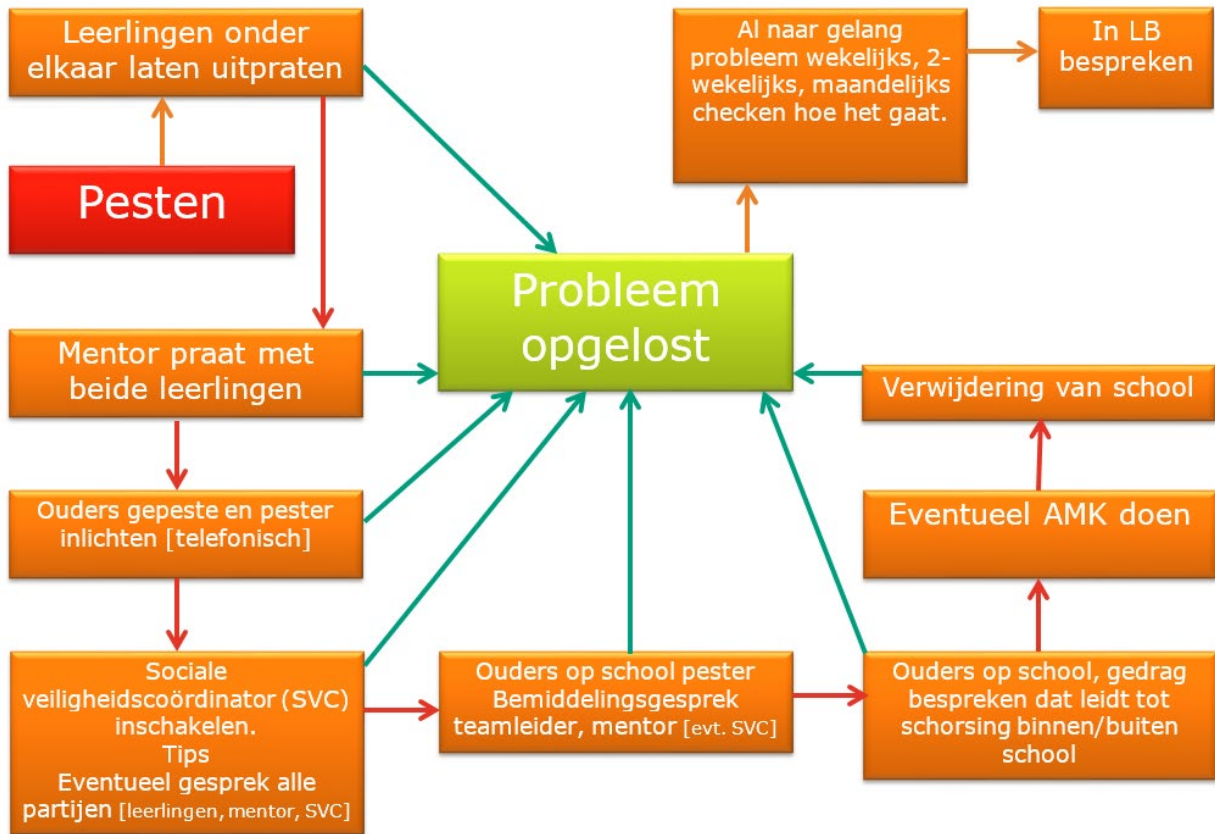 Leerlingen onder
elkaar laten uitpraten
Al naar gelang
probleem wekelijks, 2-
wekelijks, maandelijks
checken hoe het gaat.
In LB
bespreken
Pesten
Probleem
opgelost
Mentor praat met
beide leerlingen
Verwijdering van school
Ouders gepeste en pester
inlichten [telefonisch]
Eventueel AMK doen
Sociale
veiligheidscoördinator (SVC)
inschakelen.
Tips
Eventueel gesprek alle
partijen [leerlingen, mentor, SVC]
Ouders op school pester
Bemiddelingsgesprek
teamleider, mentor [evt. SVC]
Ouders op school, gedrag
bespreken dat leidt tot
schorsing binnen/buiten
school